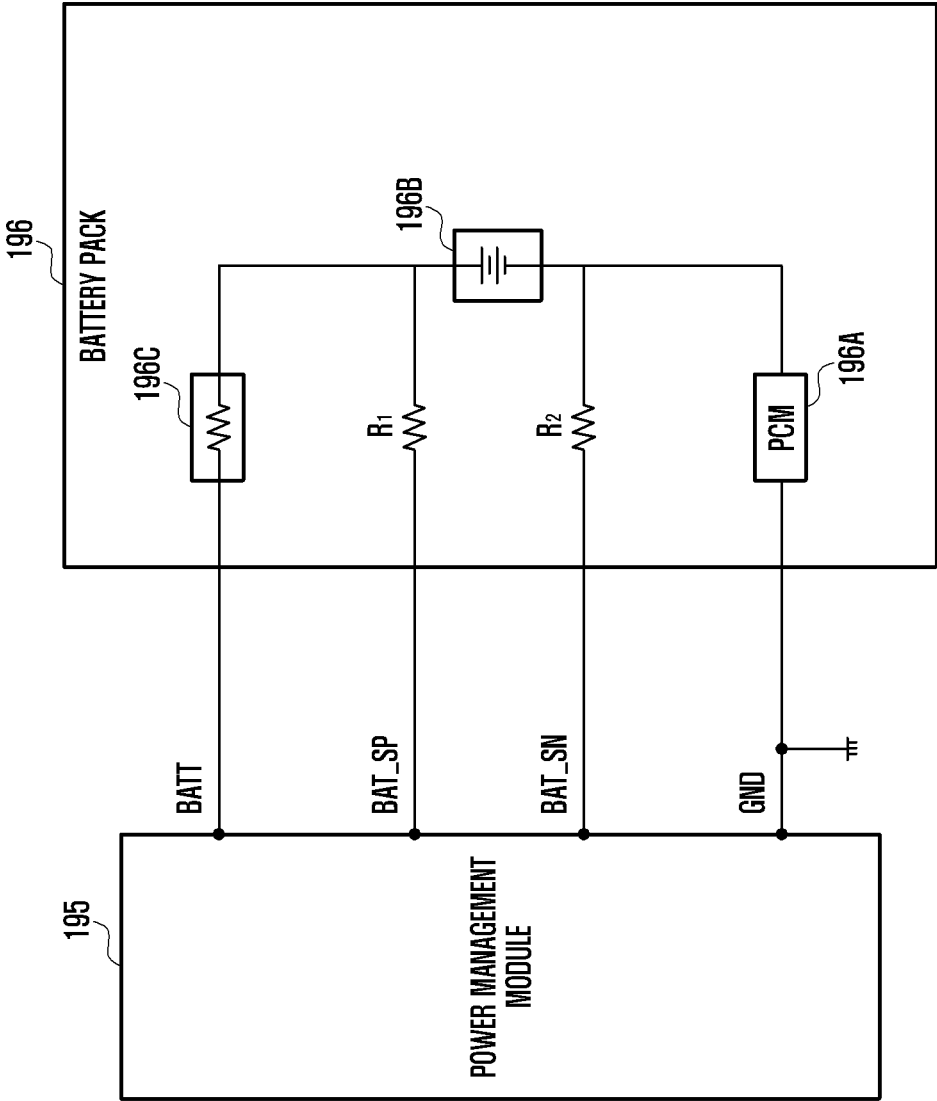 196
BATTERY PACK
196B
196C
R1
R2
PCM
196A
BATT
BAT_SP
BAT_SN
GND
195
POWER MANAGEMENT
MODULE